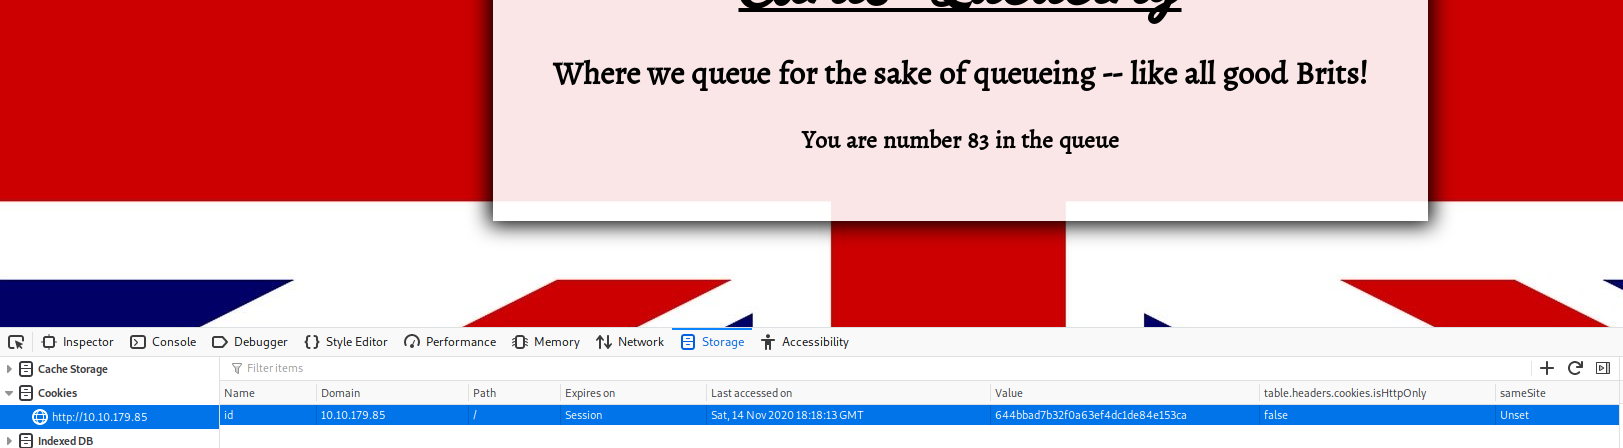 Where we queue for the sake of queueing -- like all good Brits!
You are number 83 in the queue
Inspector Console Debugger Style Editor Performance Memory Network Storage Accessibility
Cache Storage Filter items
Cookies Name Domain Path Expires on Last accessed on Value table.headers.cookies.isHttpOnly sameSite
http://10.10.179.85 id 10.10.179.85 / Session Sat, 14 Nov 2020 18:18:13 GMT 644bbad7b32f0a63ef4dc1de84e153ca false Unset
Indexed DB